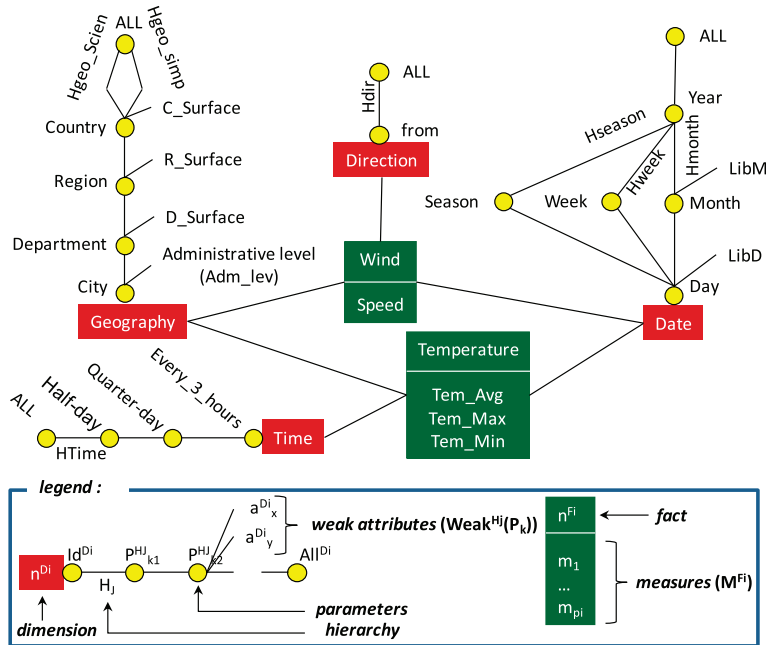 ALL
Hgeo_Scien
Hgeo_simp
C_Surface
Country
R_Surface
Region
D_Surface
Department
Administrative level
(Adm_lev)
City
Geography
ALL
Hdir
from
Direction
Wind
Speed
ALL
Year
Hseason
Hweek
Hmonth
LibM
Season
Week
Month
LibD
Day
Date
Temperature
Tem_Avg
Tem_Max
Tem_Min
ALL
Half-day
Quarter-day
Every_3_hours
HTime
Time
legend :
n^Di
Id^Di
H_J
P^HJ_k1
P^HJ_k2
a^Di_x
a^Di_y
All^Di
weak attributes (Weak^Hj(P_k))
parameters
hierarchy
dimension
n^Fi
fact
m_1
...
m_pi
measures (M^Fi)